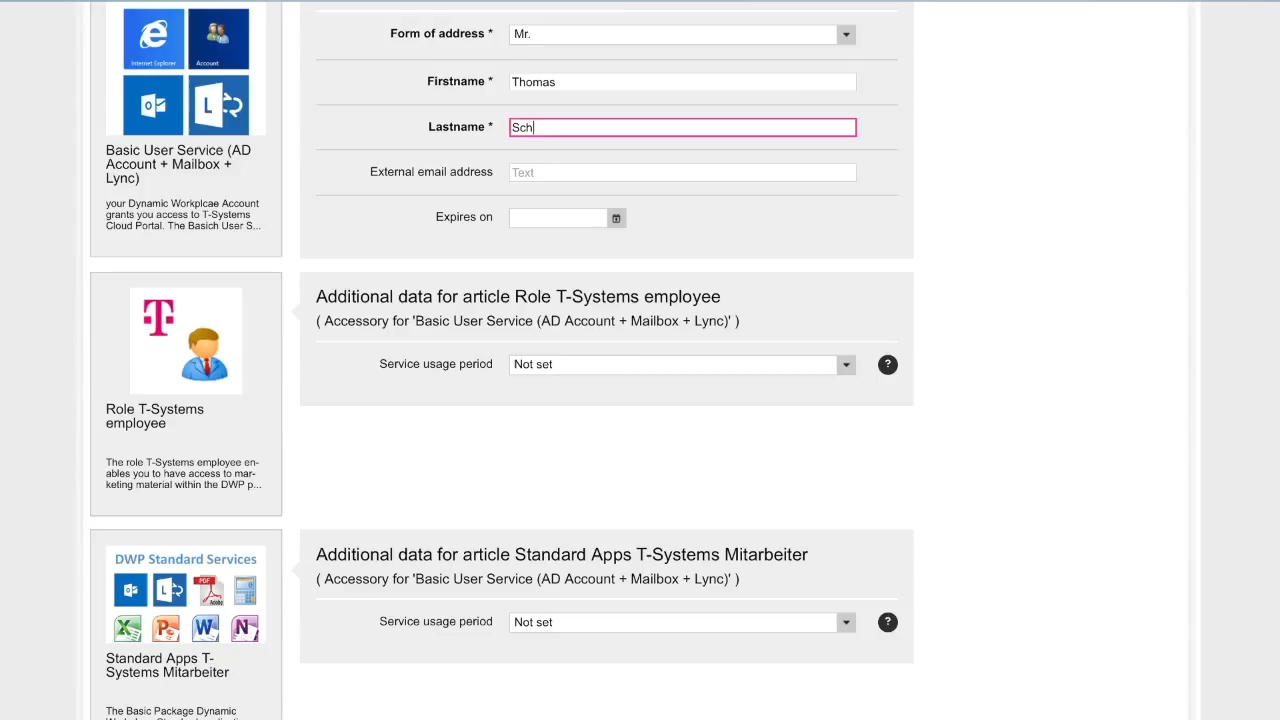 Internet Explorer
Account
Basic User Service (AD
Account + Mailbox +
Lync)
your Dynamic Workplcae Account
grants you access to T-Systems
Cloud Portal. The Basich User S...
Form of address *
Mr.
Firstname *
Thomas
Lastname *
Sch
External email address
Text
Expires on
Role T-Systems
employee
The role T-Systems employee en-
ables you to have access to mar-
keting material within the DWP p...
Additional data for article Role T-Systems employee
( Accessory for 'Basic User Service (AD Account + Mailbox + Lync)' )
Service usage period
Not set
?
DWP Standard Services
PDF
Adobe
Standard Apps T-
Systems Mitarbeiter
The Basic Package Dynamic
Additional data for article Standard Apps T-Systems Mitarbeiter
( Accessory for 'Basic User Service (AD Account + Mailbox + Lync)' )
Service usage period
Not set
?